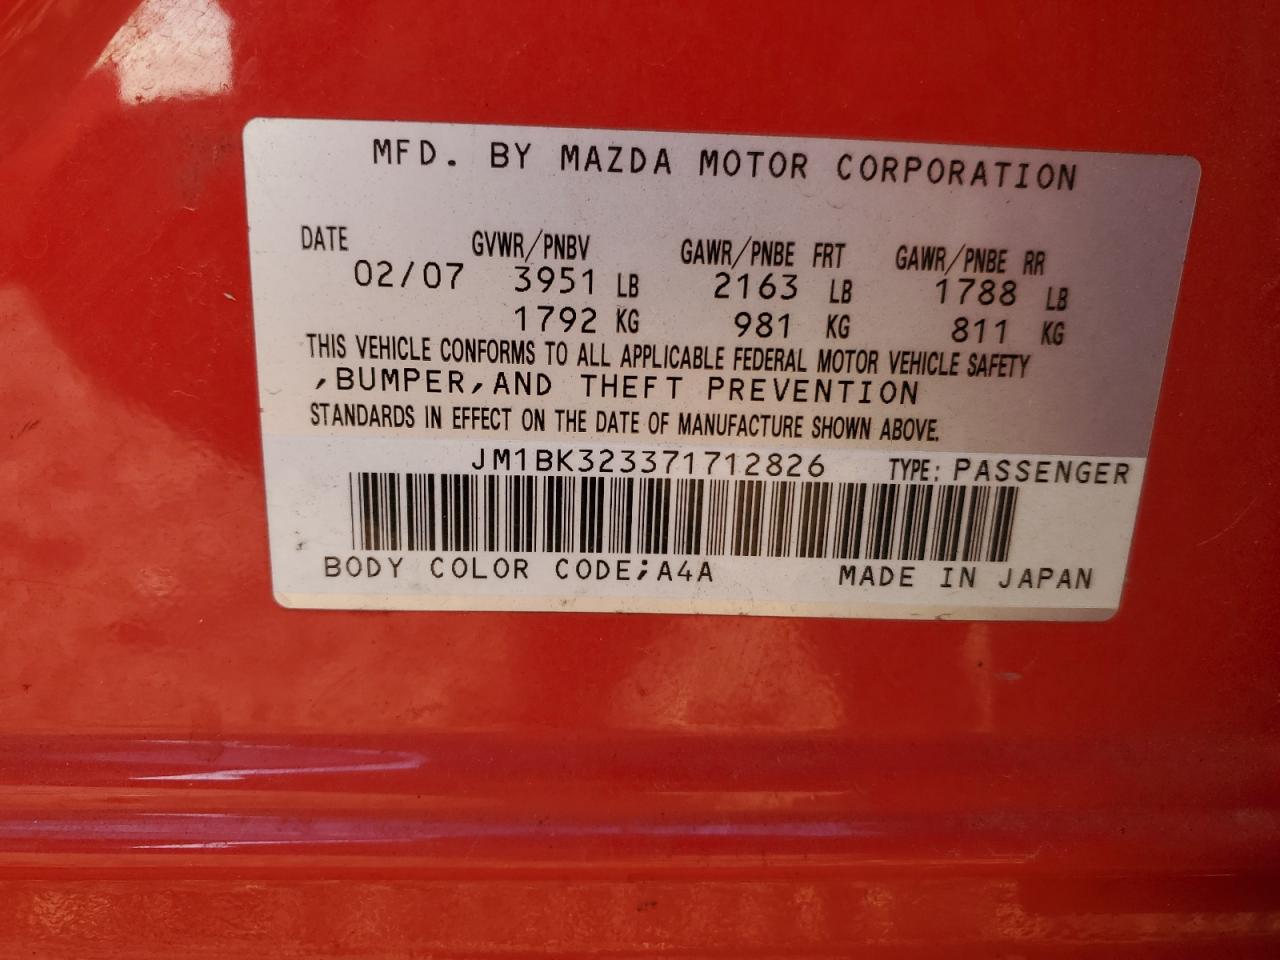 MFD. BY MAZDA MOTOR CORPORATION
DATE GVWR/PNBV GAWR/PNBE FRT GAWR/PNBE RR
02/07 3951 LB 2163 LB 1788 LB
1792 KG 981 KG 811 KG
THIS VEHICLE CONFORMS TO ALL APPLICABLE FEDERAL MOTOR VEHICLE SAFETY
,BUMPER,AND THEFT PREVENTION
STANDARDS IN EFFECT ON THE DATE OF MANUFACTURE SHOWN ABOVE.
JM1BK323371712826 TYPE: PASSENGER
BODY COLOR CODE;A4A MADE IN JAPAN